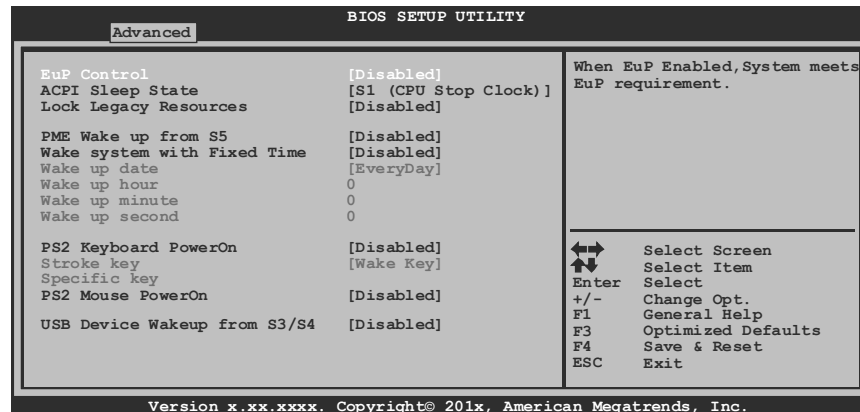 BIOS SETUP UTILITY
Advanced
EuP Control [Disabled]
ACPI Sleep State [S1 (CPU Stop Clock)]
Lock Legacy Resources [Disabled]
PME Wake up from S5 [Disabled]
Wake system with Fixed Time [Disabled]
Wake up date [EveryDay]
Wake up hour 0
Wake up minute 0
Wake up second 0
PS2 Keyboard PowerOn [Disabled]
Stroke key [Wake Key]
Specific key
PS2 Mouse PowerOn [Disabled]
USB Device Wakeup from S3/S4 [Disabled]
When EuP Enabled,System meets
EuP requirement.
Select Screen
Select Item
Enter Select
+/- Change Opt.
F1 General Help
F3 Optimized Defaults
F4 Save & Reset
ESC Exit
Version x.xx.xxxx. Copyright© 201x, American Megatrends, Inc.